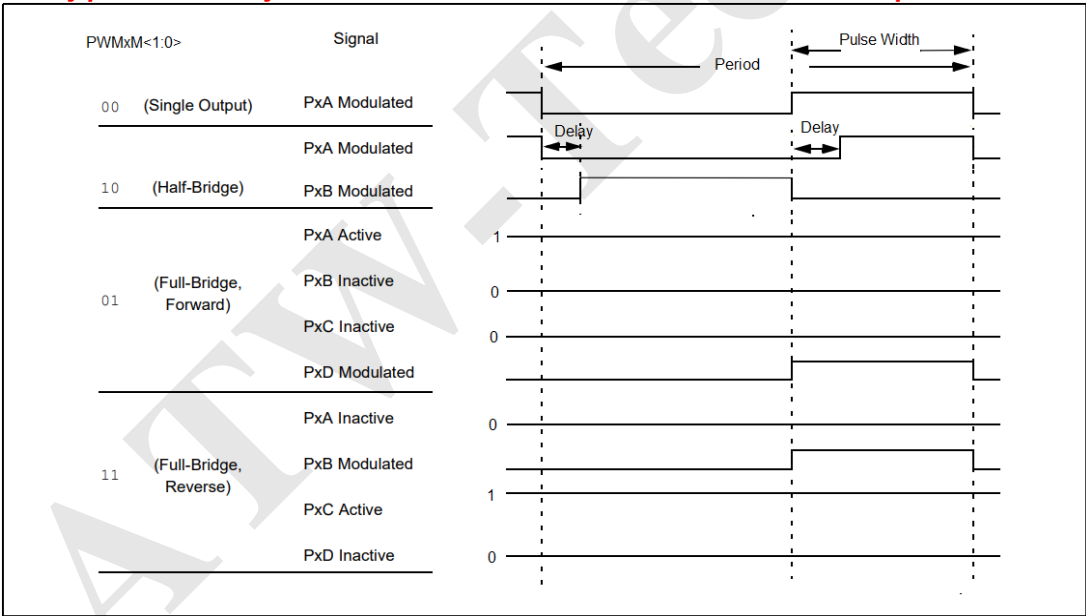 PWMxM<1:0> Signal Pulse Width
Period
00 (Single Output) PxA Modulated
Delay Delay
PxA Modulated
10 (Half-Bridge) PxB Modulated
PxA Active 1
(Full-Bridge, PxB Inactive 0
01 Forward)
PxC Inactive 0
PxD Modulated
PxA Inactive 0
(Full-Bridge, PxB Modulated
11 Reverse)
PxC Active 1
PxD Inactive 0